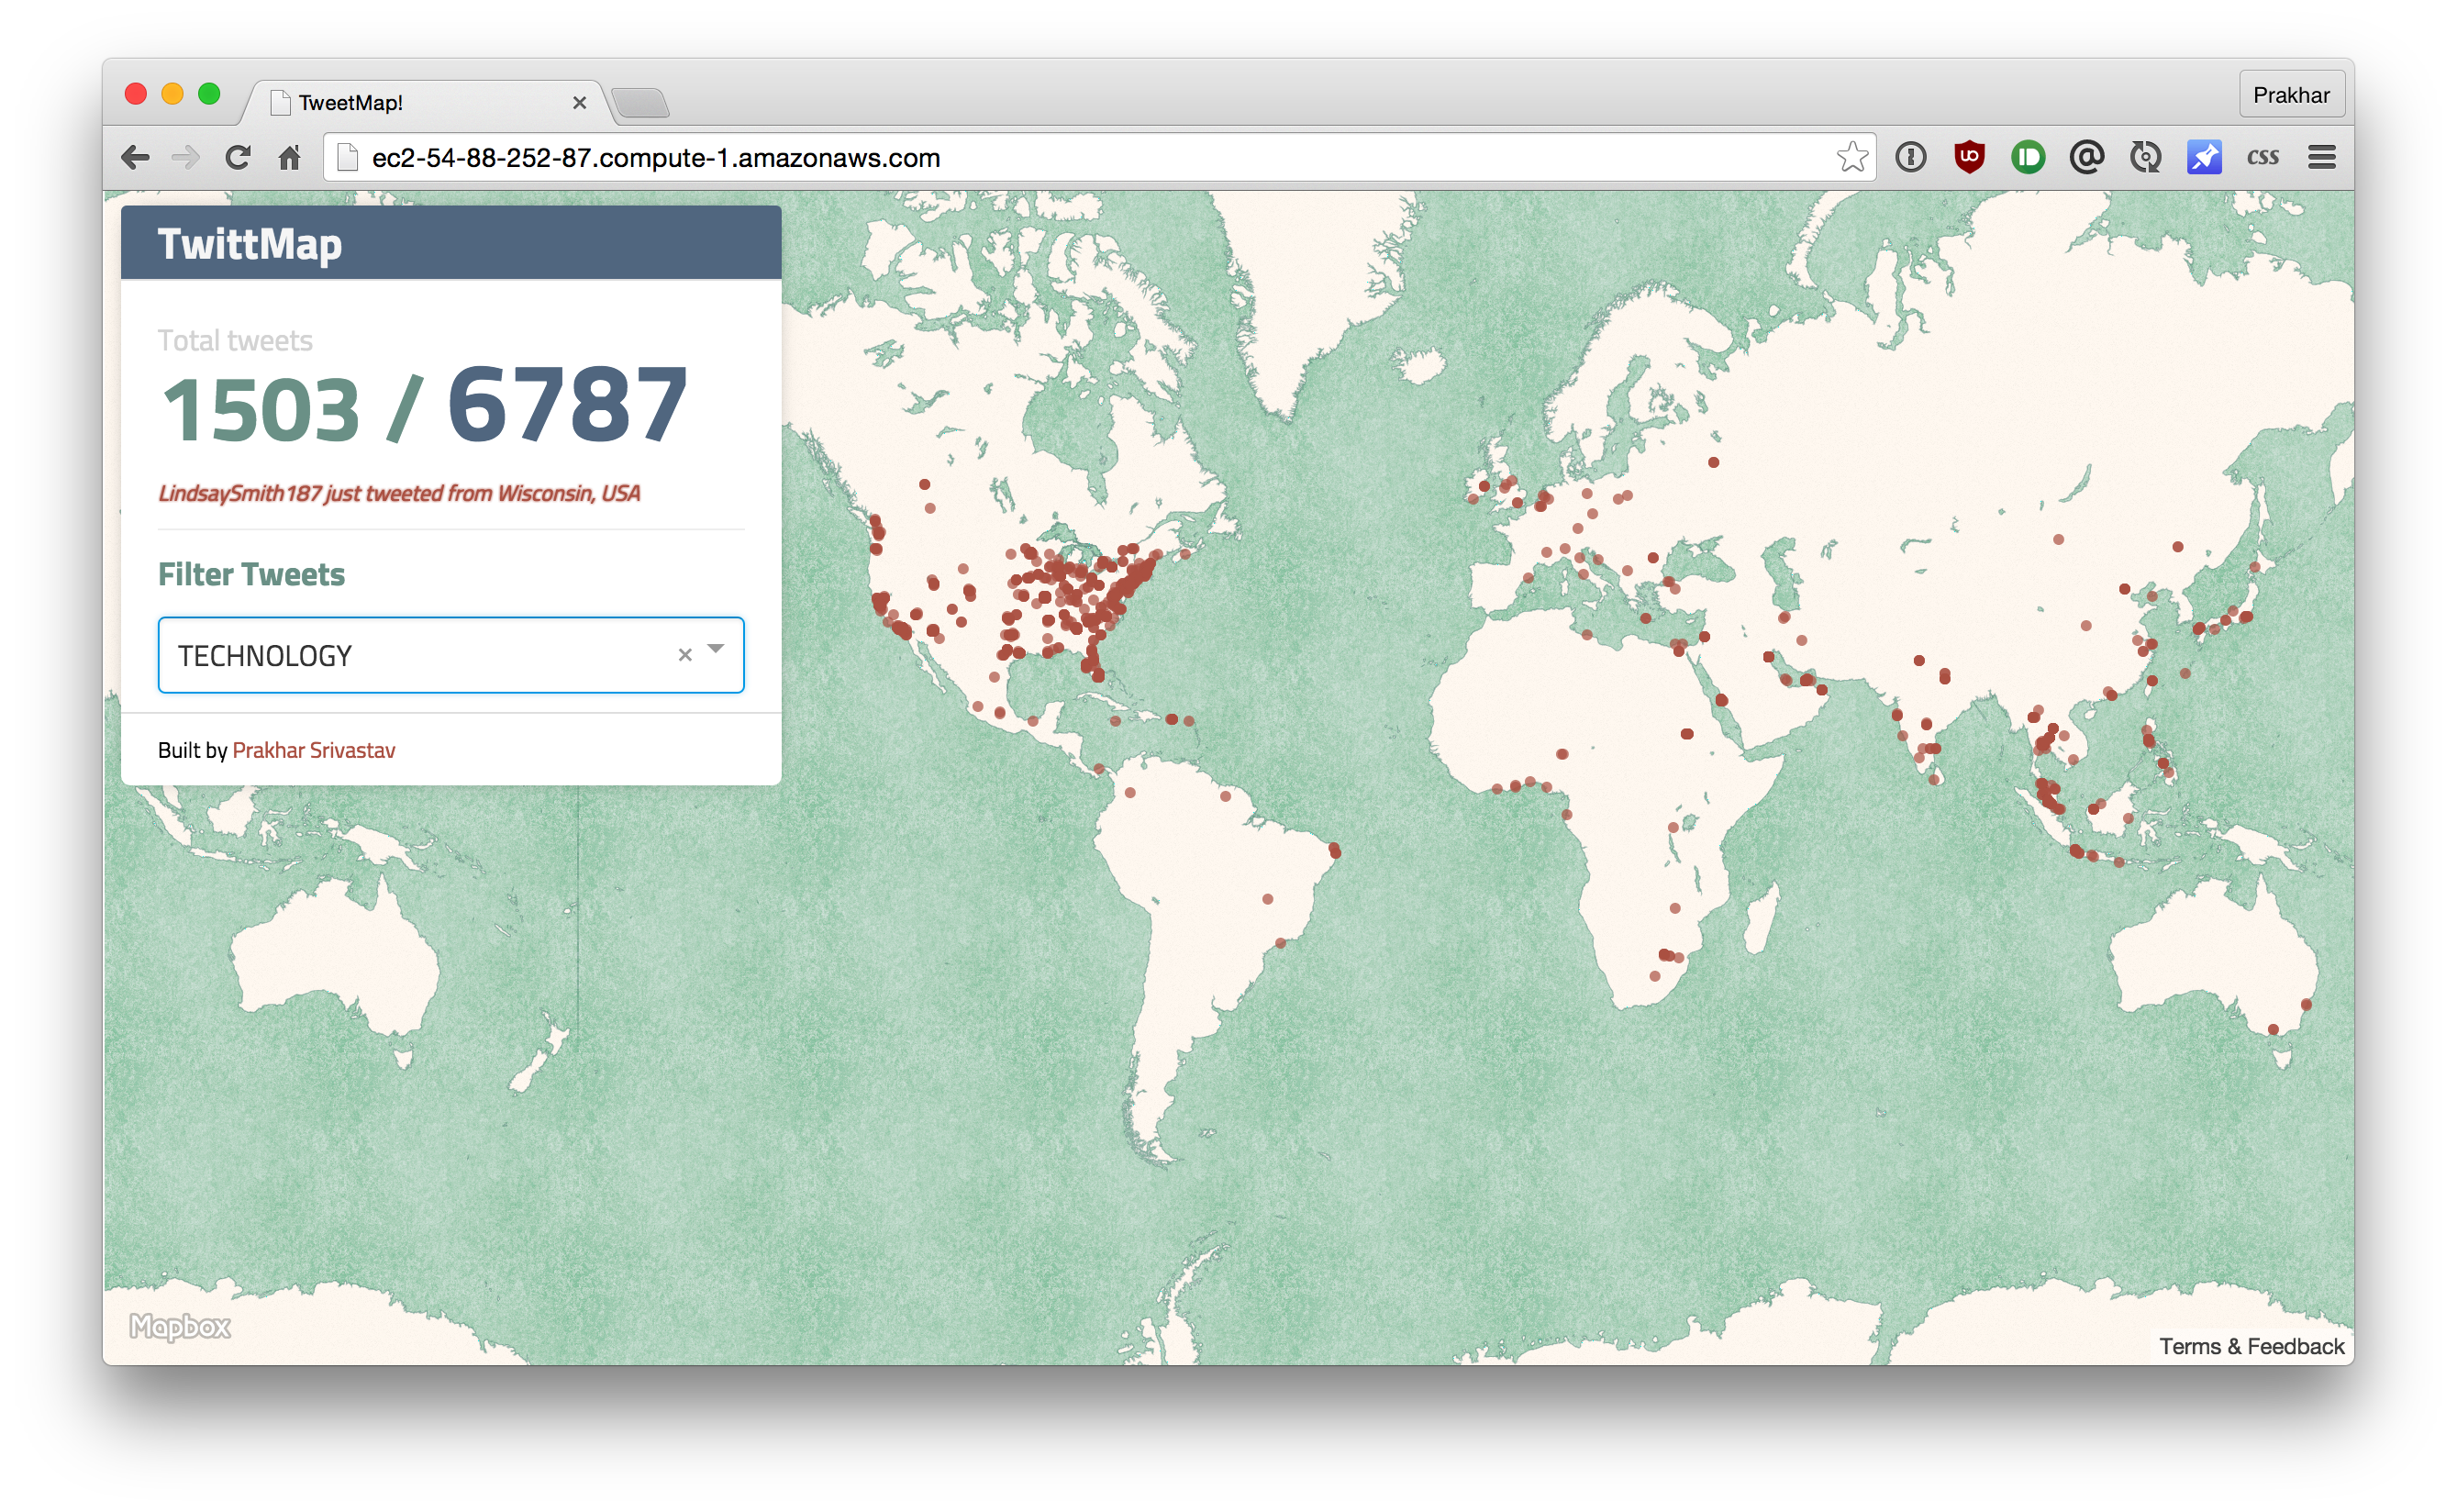 TweetMap!
Prakhar
ec2-54-88-252-87.compute-1.amazonaws.com
css
TwittMap
Total tweets
1503 / 6787
LindsaySmith187 just tweeted from Wisconsin, USA
Filter Tweets
TECHNOLOGY
Built by Prakhar Srivastav
Mapbox
Terms & Feedback